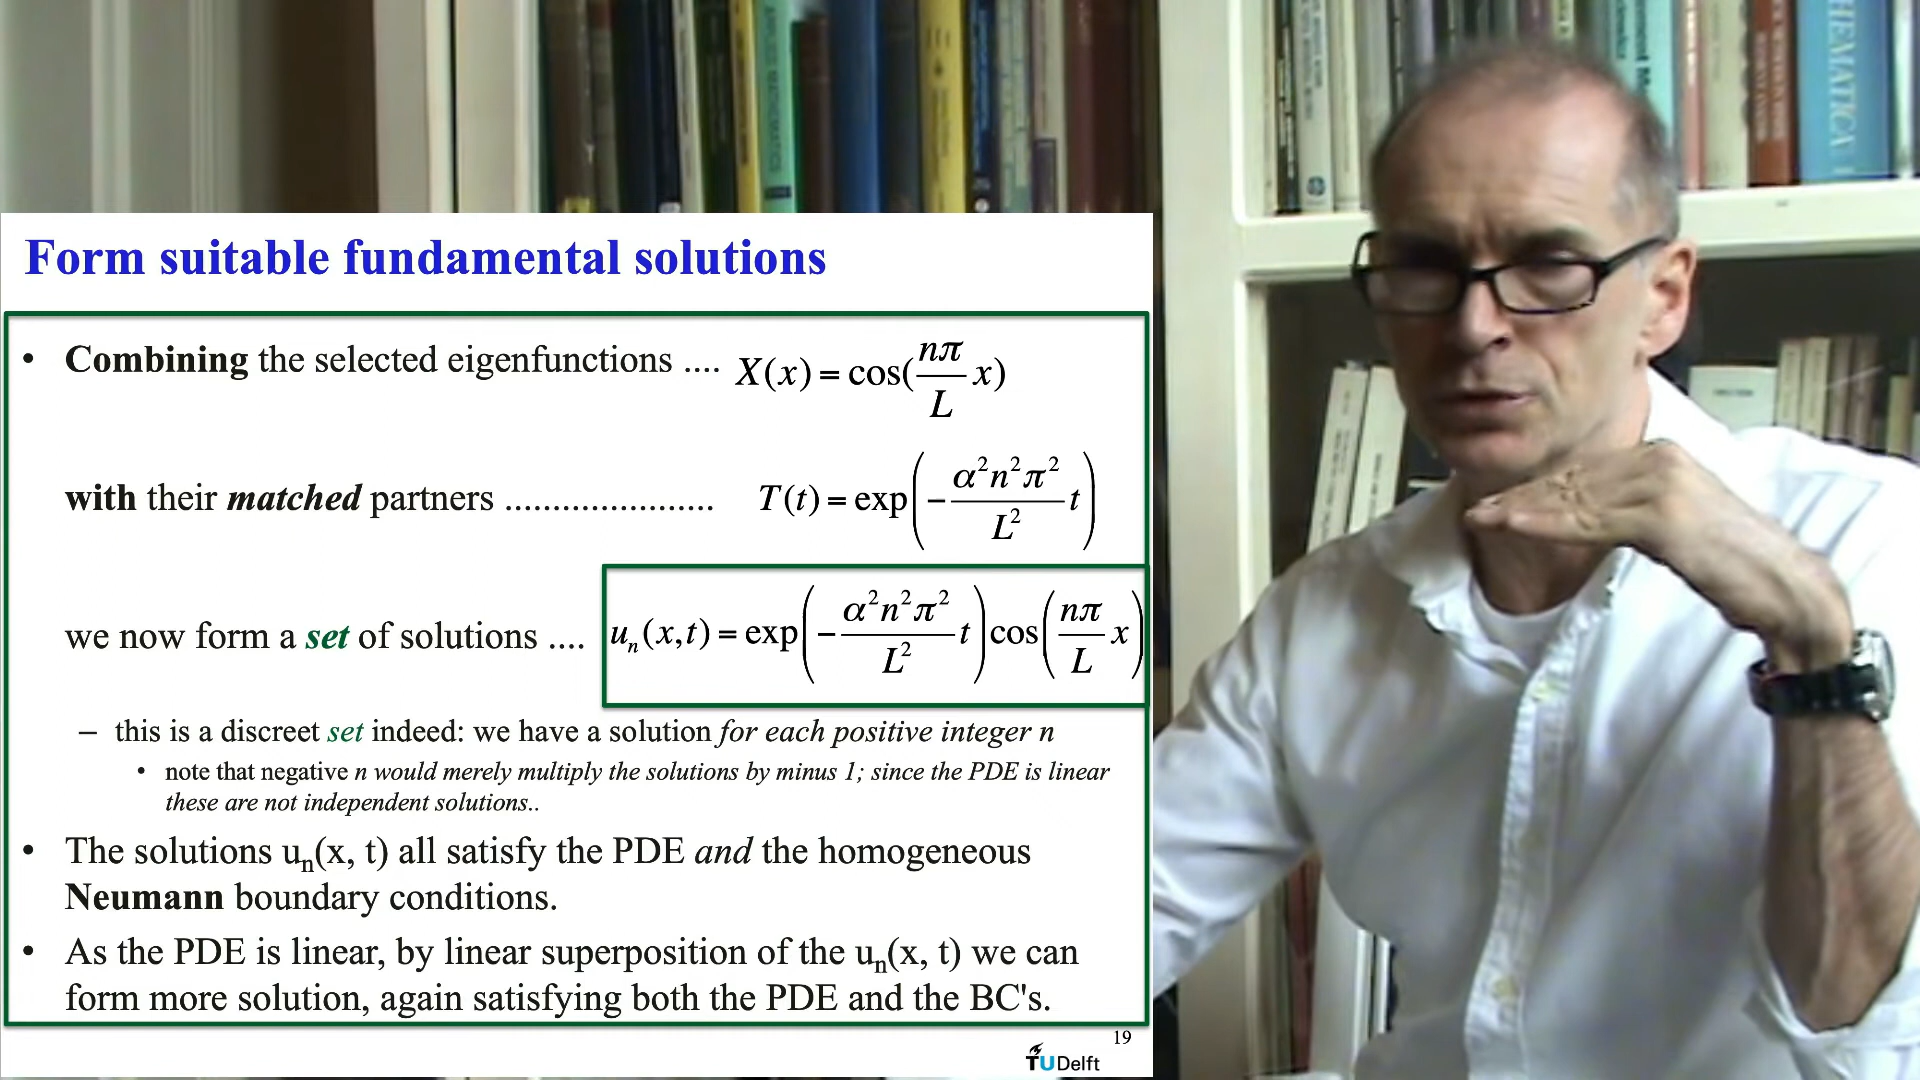 HEMATICA
Form suitable fundamental solutions
• Combining the selected eigenfunctions .... X(x) = cos(nπ/L x)
with their matched partners ...................... T(t) = exp(−α²n²π²/L² t)
we now form a set of solutions .... uₙ(x,t) = exp(−α²n²π²/L² t) cos(nπ/L x)
– this is a discreet set indeed: we have a solution for each positive integer n
• note that negative n would merely multiply the solutions by minus 1; since the PDE is linear
these are not independent solutions..
• The solutions uₙ(x, t) all satisfy the PDE and the homogeneous
Neumann boundary conditions.
• As the PDE is linear, by linear superposition of the uₙ(x, t) we can
form more solution, again satisfying both the PDE and the BC's.
19
TUDelft